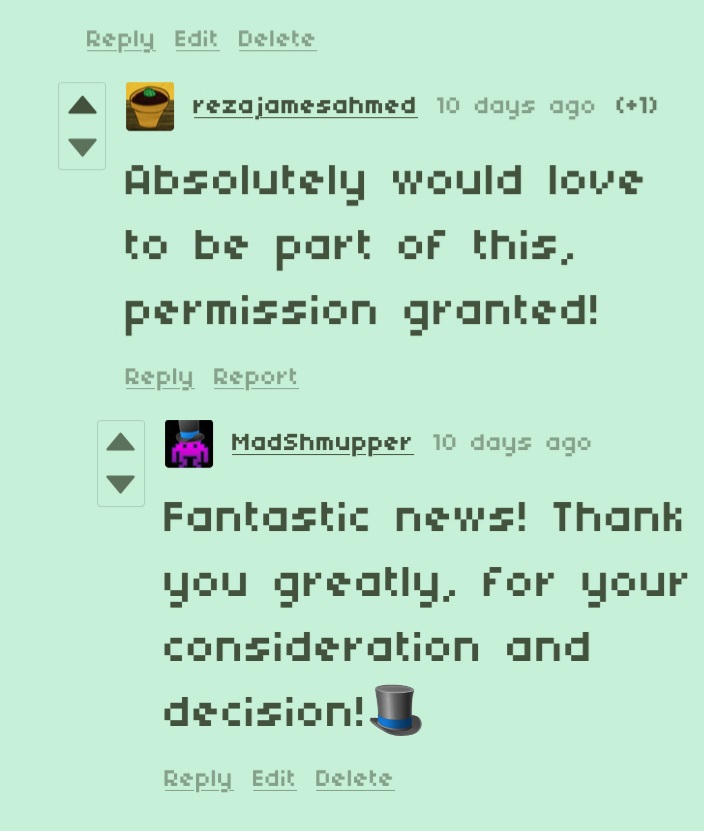 Reply Edit Delete
rezajamesahmed 10 days ago (+1)
Absolutely would love
to be part of this,
permission granted!
Reply Report
MadShmupper 10 days ago
Fantastic news! Thank
you greatly, for your
consideration and
decision!🎩
Reply Edit Delete